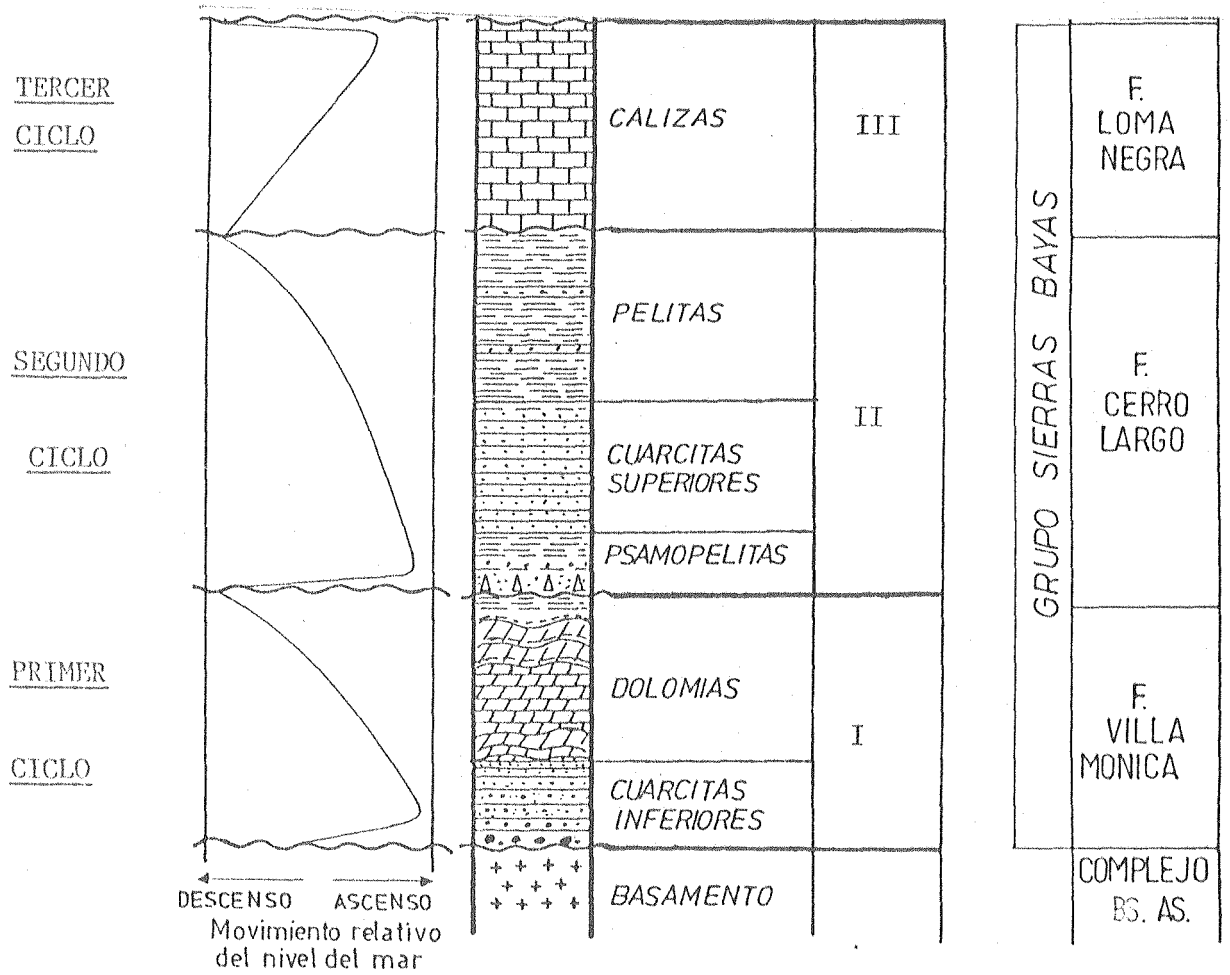 TERCER
CICLO
SEGUNDO
CICLO
PRIMER
CICLO
DESCENSO ASCENSO
Movimiento relativo
del nivel del mar
CALIZAS
PELITAS
CUARCITAS
SUPERIORES
PSAMOPELITAS
DOLOMIAS
CUARCITAS
INFERIORES
BASAMENTO
III
II
I
GRUPO SIERRAS BAYAS
F.
LOMA
NEGRA
F.
CERRO
LARGO
F.
VILLA
MONICA
COMPLEJO
BS. AS.